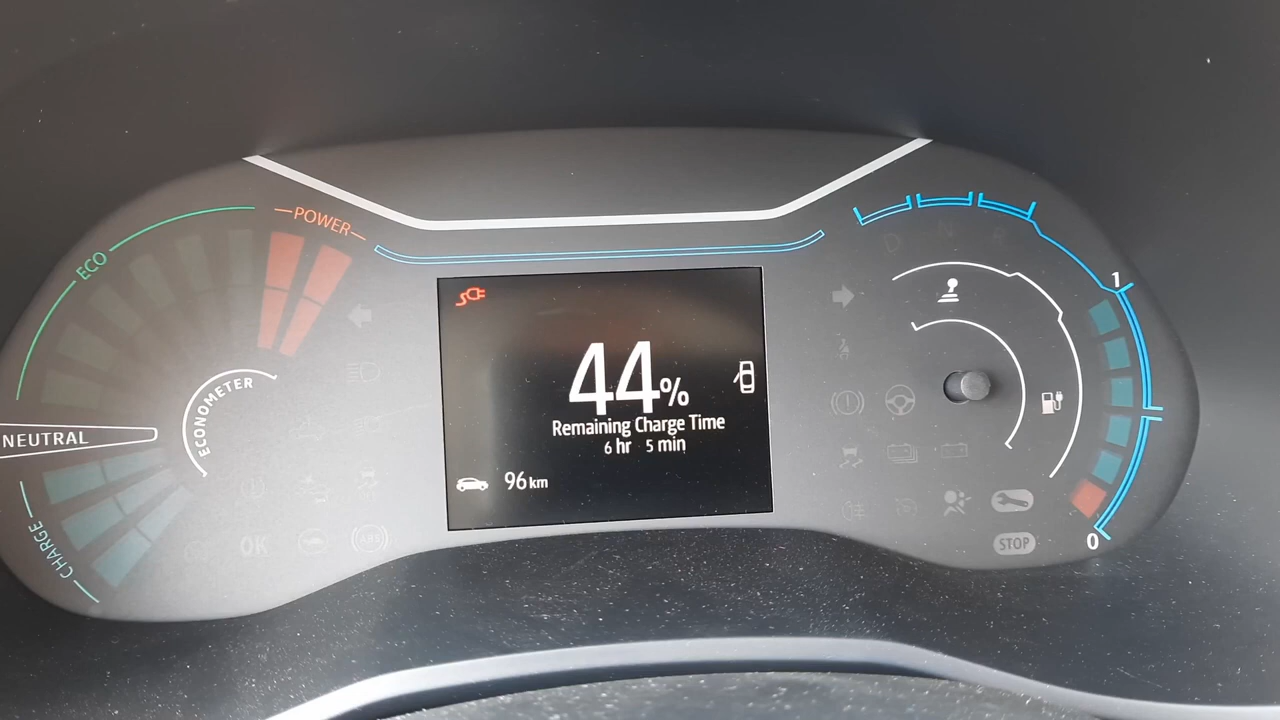 POWER
ECO
D N R
1
ECONOMETER
44%
Remaining Charge Time
6 hr 5 min
NEUTRAL
96 km
CHARGE
OK
ABS
STOP
0